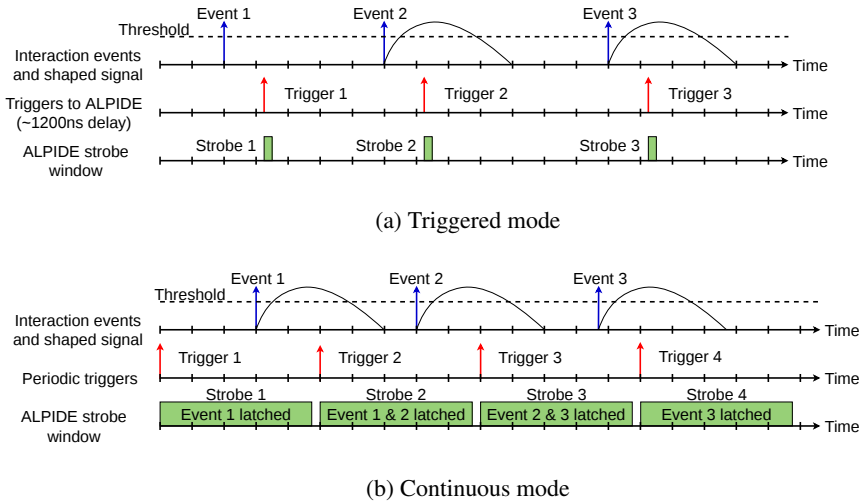 Event 1
Event 2
Event 3
Threshold
Interaction events
and shaped signal
Time
Trigger 1
Trigger 2
Trigger 3
Triggers to ALPIDE
(~1200ns delay)
Time
Strobe 1
Strobe 2
Strobe 3
ALPIDE strobe
window
Time
(a) Triggered mode
Event 1
Event 2
Event 3
Threshold
Interaction events
and shaped signal
Time
Trigger 1
Trigger 2
Trigger 3
Trigger 4
Periodic triggers
Time
Strobe 1
Strobe 2
Strobe 3
Strobe 4
ALPIDE strobe
window
Event 1 latched
Event 1 & 2 latched
Event 2 & 3 latched
Event 3 latched
Time
(b) Continuous mode